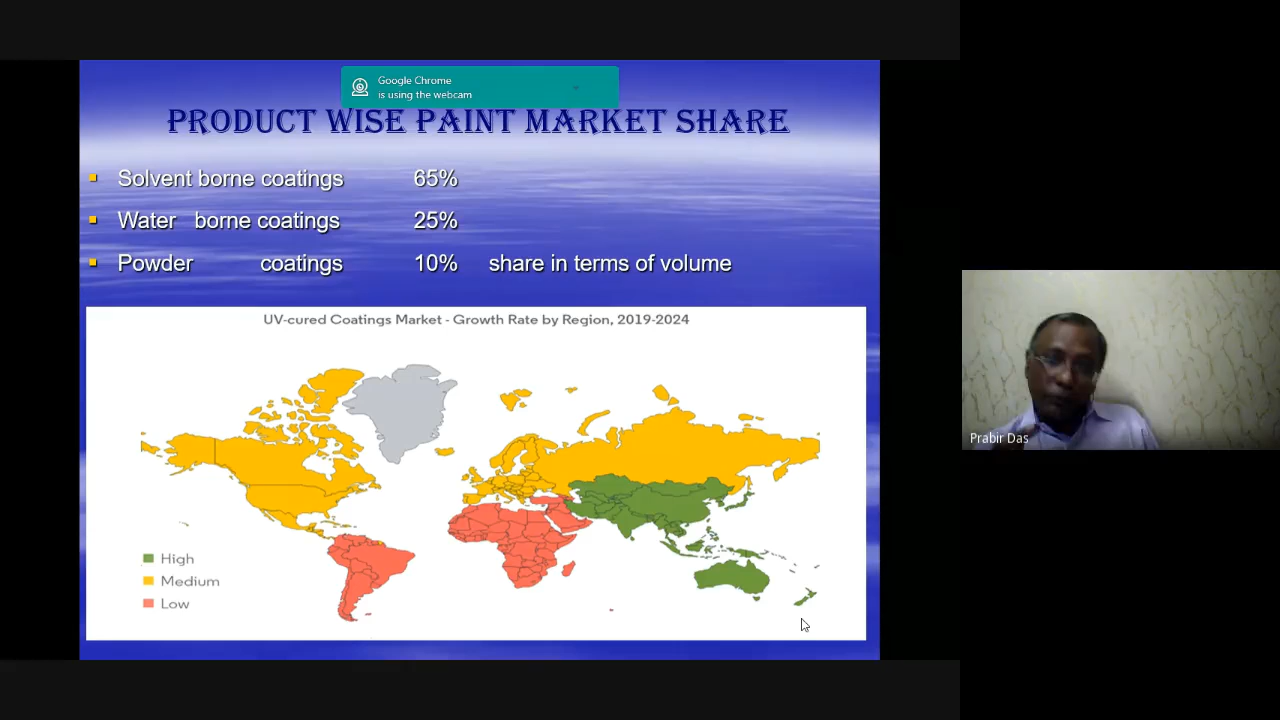 Google Chrome
is using the webcam
PRODUCT WISE PAINT MARKET SHARE
Solvent borne coatings 65%
Water borne coatings 25%
Powder coatings 10% share in terms of volume
UV-cured Coatings Market - Growth Rate by Region, 2019-2024
High
Medium
Low
Prabir Das